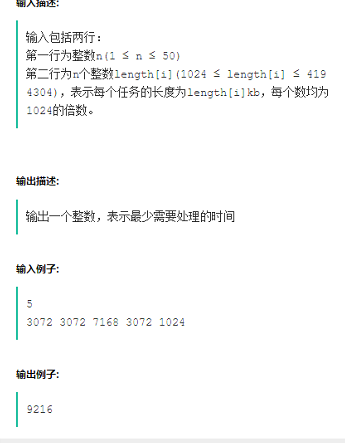 输入描述:
输入包括两行：
第一行为整数n(1 ≤ n ≤ 50)
第二行为n个整数length[i](1024 ≤ length[i] ≤ 419
4304)，表示每个任务的长度为length[i]kb，每个数均为
1024的倍数。
输出描述:
输出一个整数，表示最少需要处理的时间
输入例子:
5
3072 3072 7168 3072 1024
输出例子:
9216